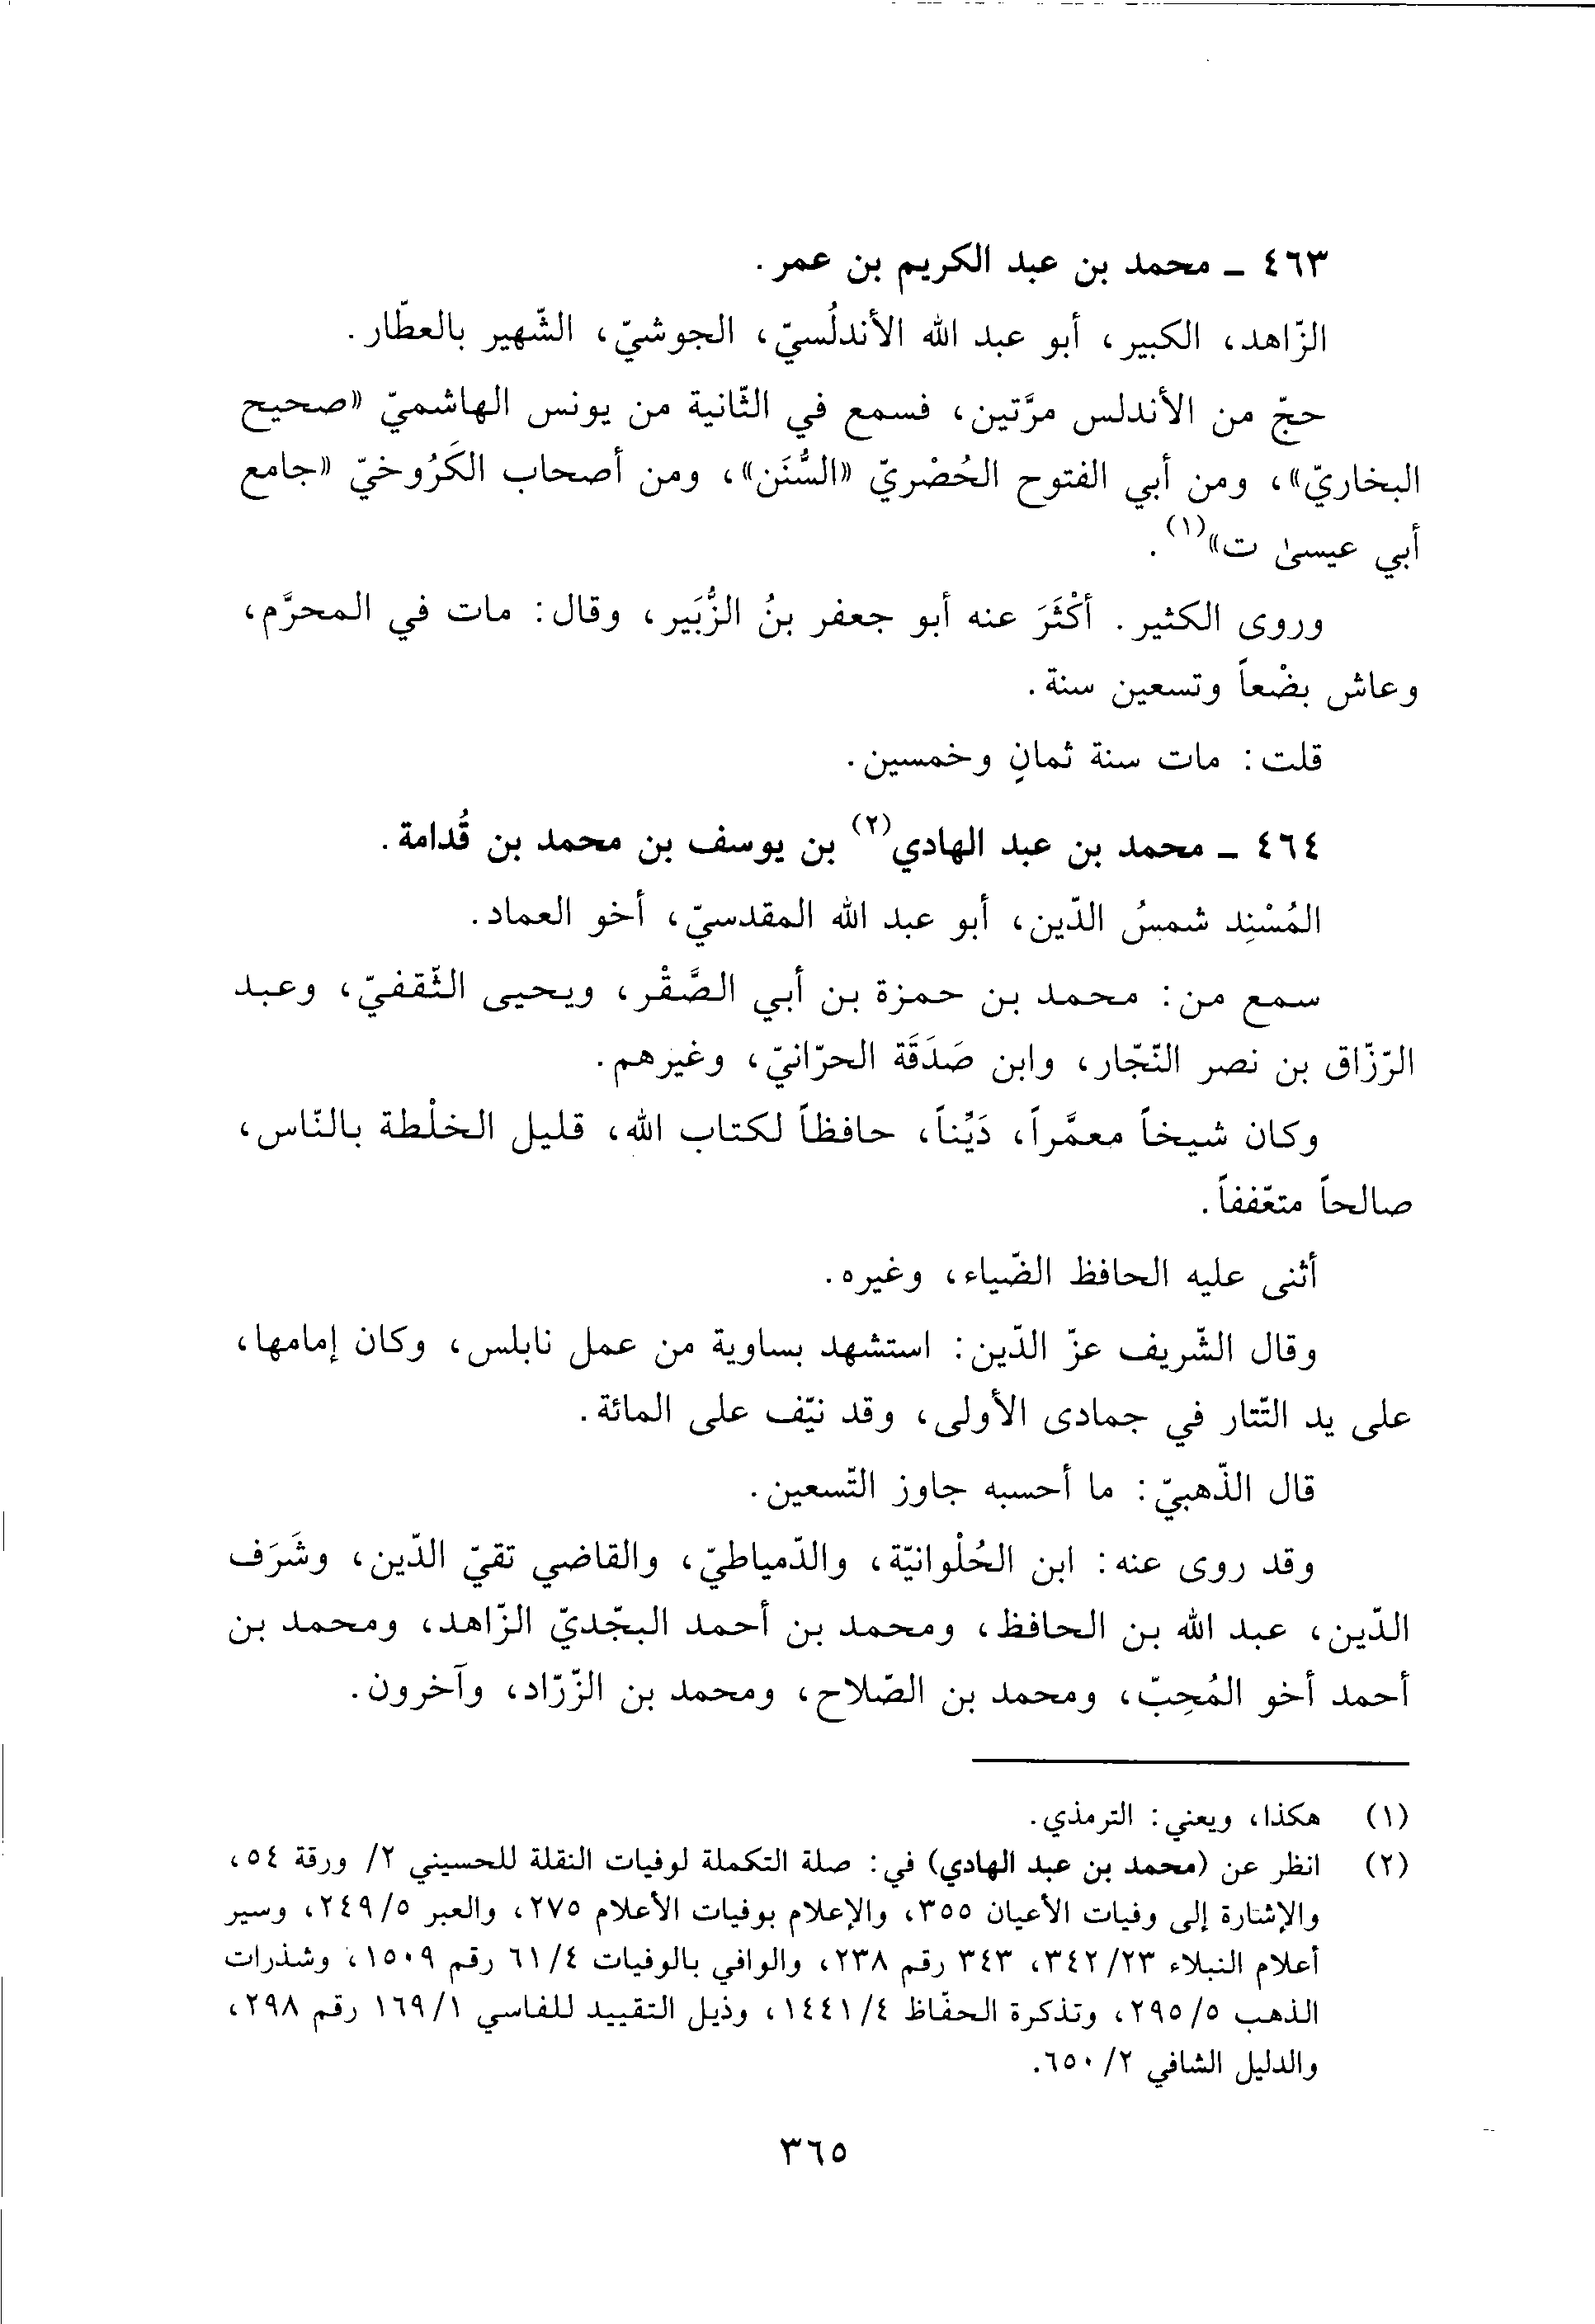 ٤٦٣ ـ محمد بن عبد الكريم بن عمر.
الزّاهد، الكبير، أبو عبد الله الأندلُسيّ، الجوشيّ، الشّهير بالعطّار.
حجّ من الأندلس مرَّتين، فسمع في الثّانية من يونس الهاشميّ «صحيح
البخاريّ»، ومن أبي الفتوح الحُصْريّ «السُّنَن»، ومن أصحاب الكَرُوخيّ «جامع
أبي عيسىٰ ت»(١).
وروى الكثير. أكْثَرَ عنه أبو جعفر بنُ الزُّبَير، وقال: مات في المحرَّم،
وعاش بضْعاً وتسعين سنة.
قلت: مات سنة ثمانٍ وخمسين.
٤٦٤ ـ محمد بن عبد الهادي(٢) بن يوسف بن محمد بن قُدامة.
المُسْنِد شمسُ الدّين، أبو عبد الله المقدسيّ، أخو العماد.
سمع من: محمد بن حمزة بن أبي الصَّقْر، ويحيى الثّقفيّ، وعبد
الرّزّاق بن نصر النّجّار، وابن صَدَقَة الحرّانيّ، وغيرهم.
وكان شيخاً معمَّراً، دَيِّناً، حافظاً لكتاب الله، قليل الخلْطة بالنّاس،
صالحاً متعّففاً.
أثنى عليه الحافظ الضّياء، وغيره.
وقال الشّريف عزّ الدّين: استشهد بساوية من عمل نابلس، وكان إمامها،
على يد التّتار في جمادى الأولى، وقد نيّف على المائة.
قال الذّهبيّ: ما أحسبه جاوز التّسعين.
وقد روى عنه: ابن الحُلْوانيّة، والدّمياطيّ، والقاضي تقيّ الدّين، وشَرَف
الدّين، عبد الله بن الحافظ، ومحمد بن أحمد البجّديّ الزّاهد، ومحمد بن
أحمد أخو المُحِبّ، ومحمد بن الصّلاح، ومحمد بن الزّرّاد، وآخرون.
(١) هكذا، ويعني: الترمذي.
(٢) انظر عن (محمد بن عبد الهادي) في: صلة التكملة لوفيات النقلة للحسيني ٢/ ورقة ٥٤،
والإشارة إلى وفيات الأعيان ٣٥٥، والإعلام بوفيات الأعلام ٢٧٥، والعبر ٢٤٩/٥، وسير
أعلام النبلاء ٣٤٢/٢٣، ٣٤٣ رقم ٢٣٨، والوافي بالوفيات ٦١/٤ رقم ١٥٠٩، وشذرات
الذهب ٢٩٥/٥، وتذكرة الحفّاظ ١٤٤١/٤، وذيل التقييد للفاسي ١٦٩/١ رقم ٢٩٨،
والدليل الشافي ٦٥٠/٢.
٣٦٥